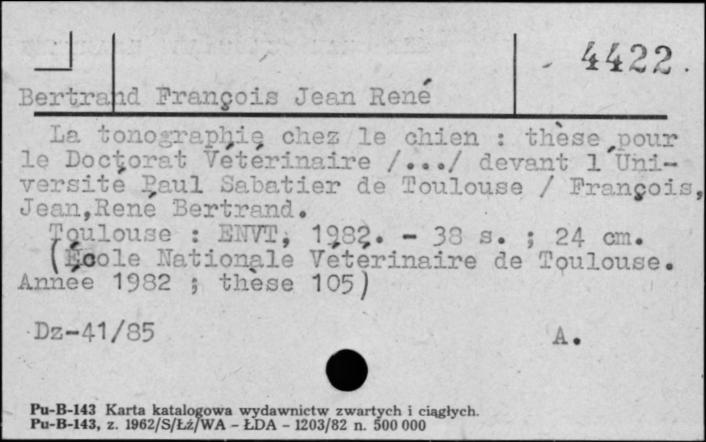 4422.
Bertrand François Jean René
La tonographie chez le chien : thèse pour
le Doctorat Vétérinaire /.../ devant l'Uni-
versité Paul Sabatier de Toulouse / François,
Jean,René Bertrand.
Toulouse : ENVT, 1982. - 38 s. ; 24 cm.
(École Nationale Vétérinaire de Toulouse.
Année 1982 ; thèse 105)
Dz-41/85 A.
Pu-B-143 Karta katalogowa wydawnictw zwartych i ciągłych.
Pu-B-143, z. 1962/S/Łź/WA - ŁDA - 1203/82 n. 500 000